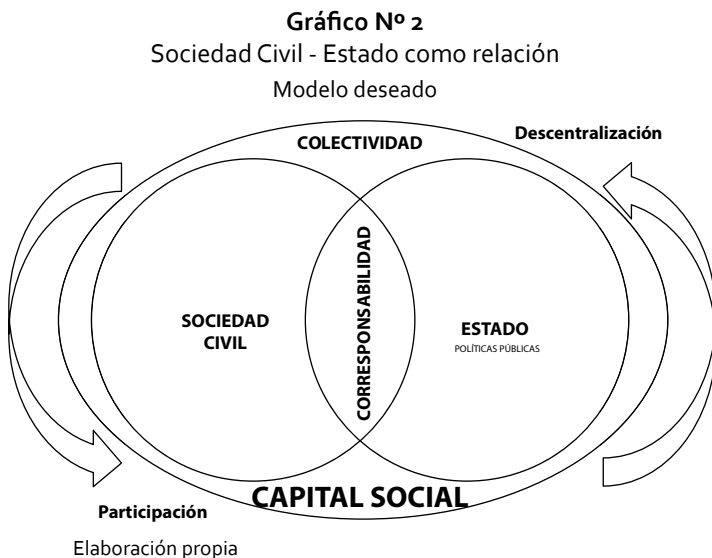 Gráfico Nº 2
Sociedad Civil - Estado como relación
Modelo deseado
COLECTIVIDAD
Descentralización
SOCIEDAD
CIVIL
CORRESPONSABILIDAD
ESTADO
POLÍTICAS PÚBLICAS
CAPITAL SOCIAL
Participación
Elaboración propia